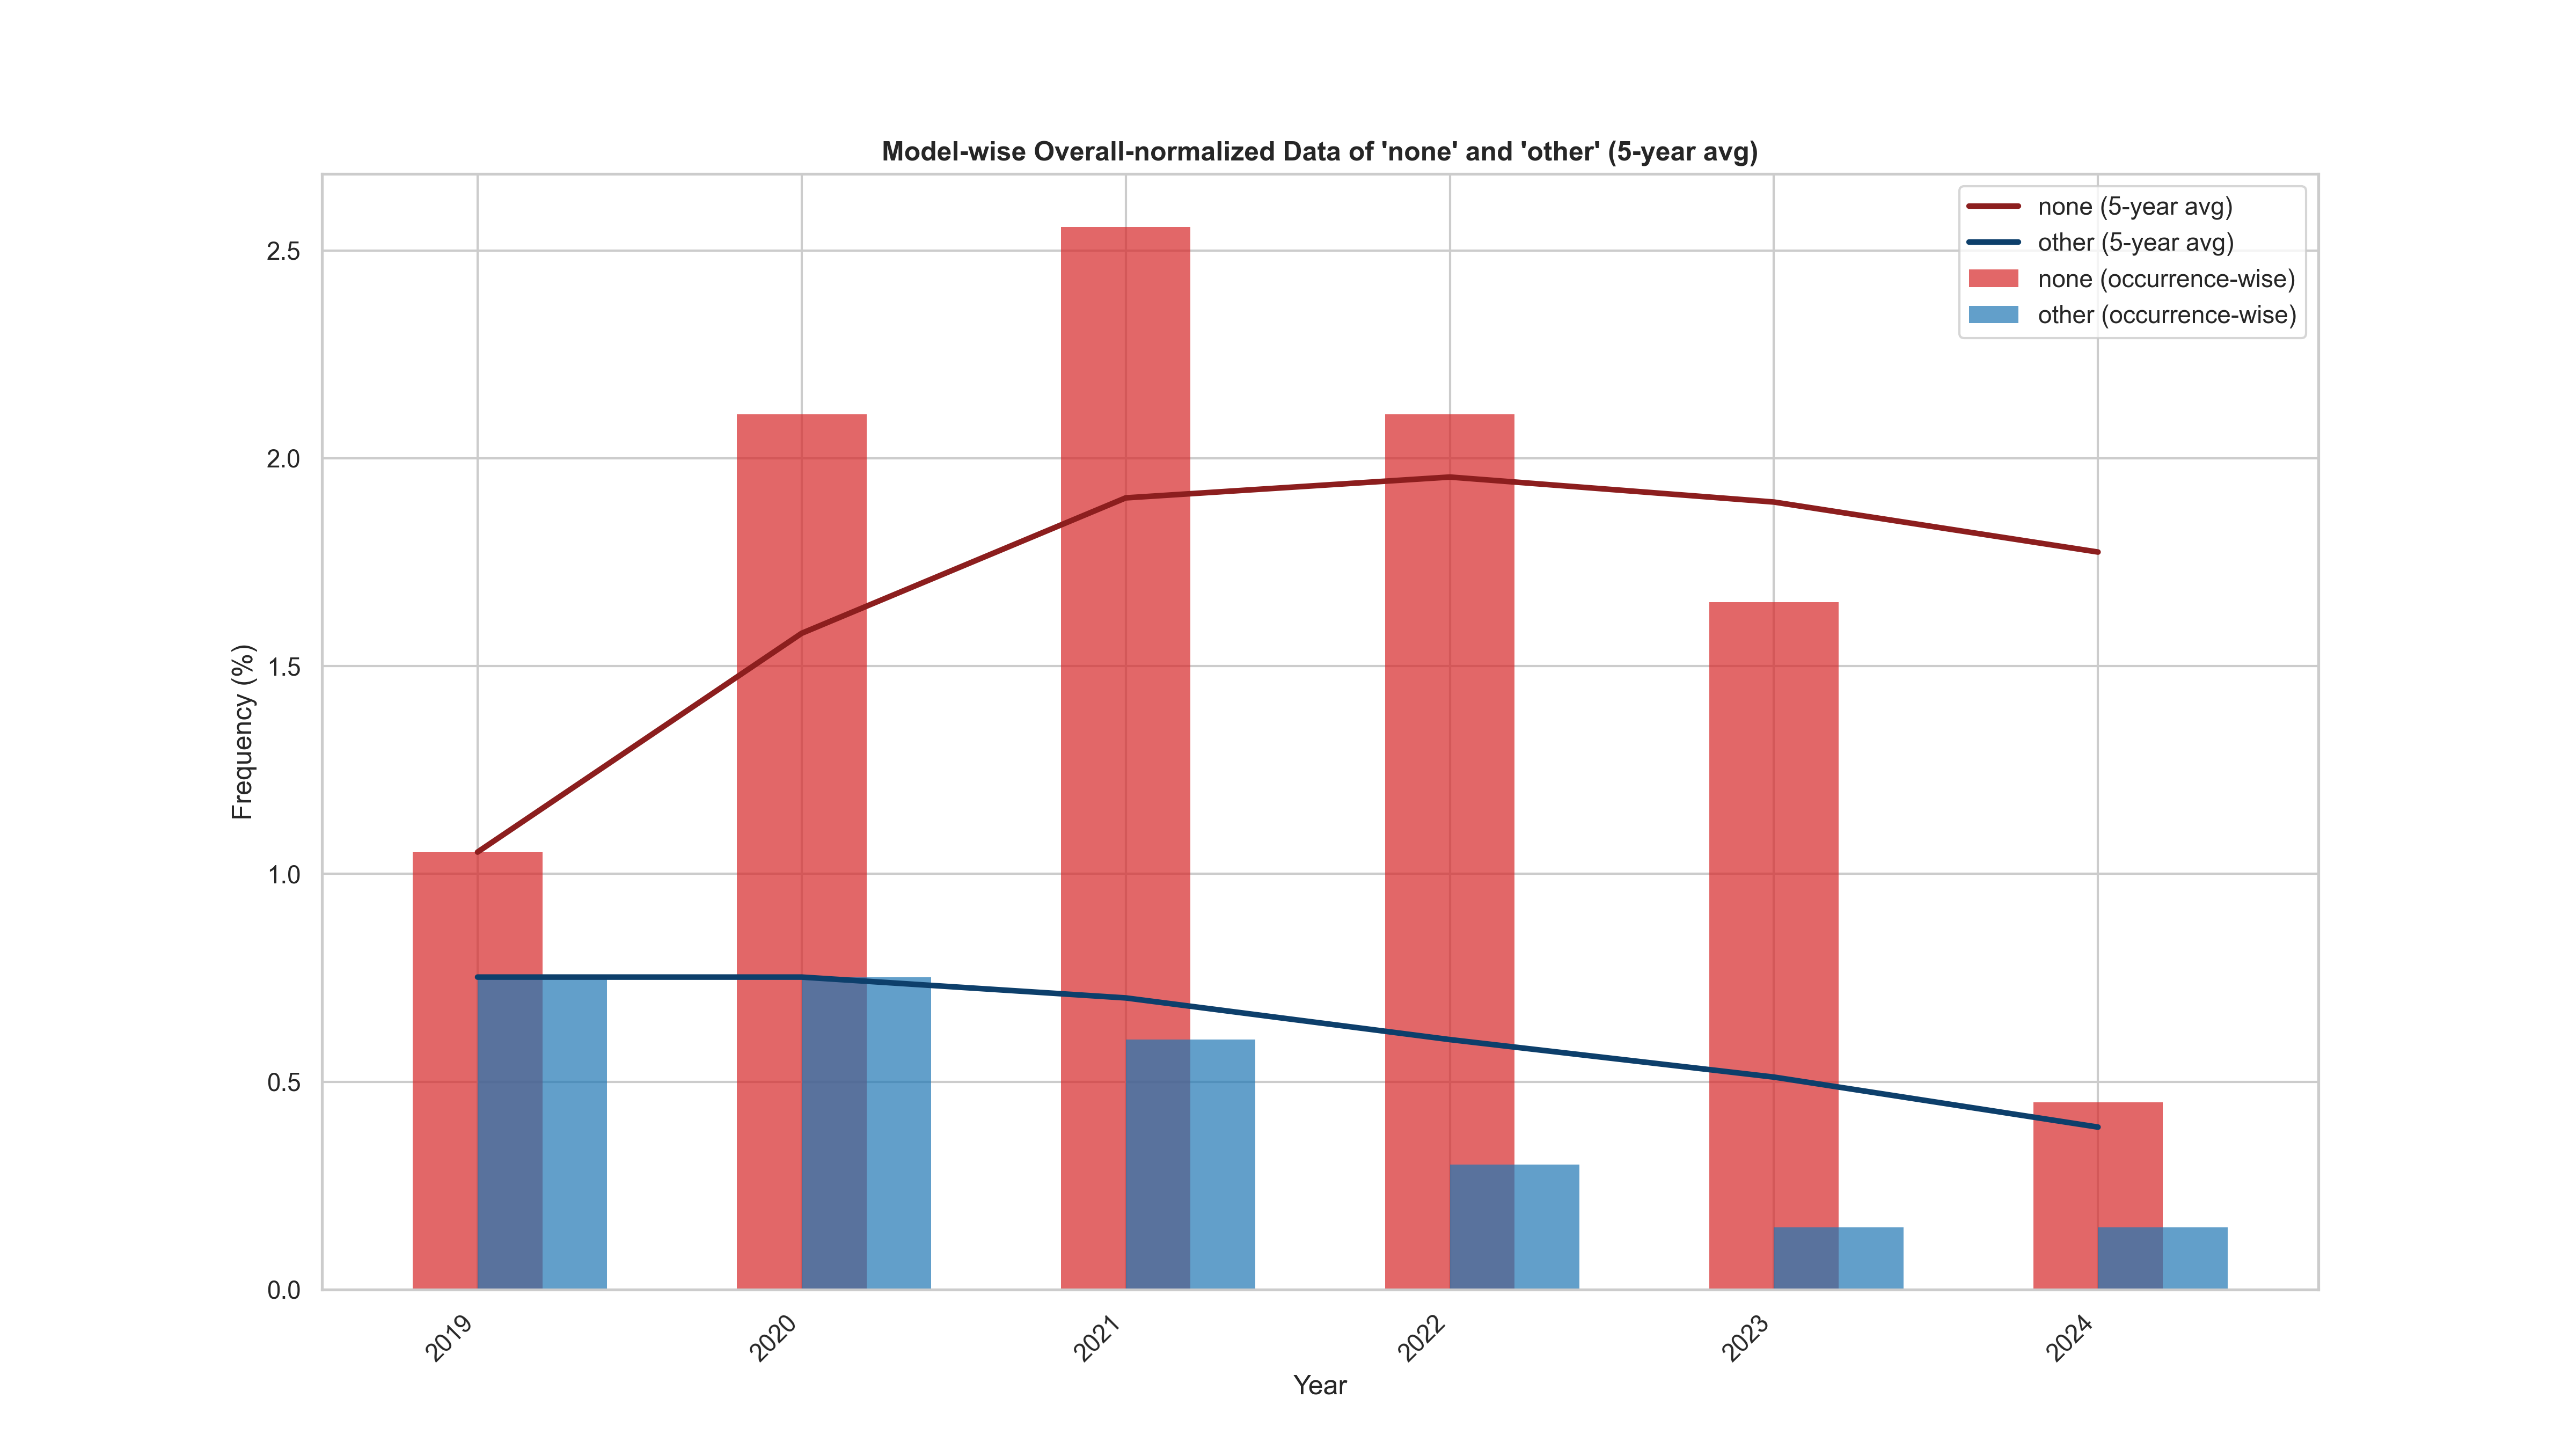 Model-wise Overall-normalized Data of 'none' and 'other' (5-year avg)
none (5-year avg)
other (5-year avg)
none (occurrence-wise)
other (occurrence-wise)
Frequency (%)
2.5
2.0
1.5
1.0
0.5
0.0
2019
2020
2021
2022
2023
2024
Year